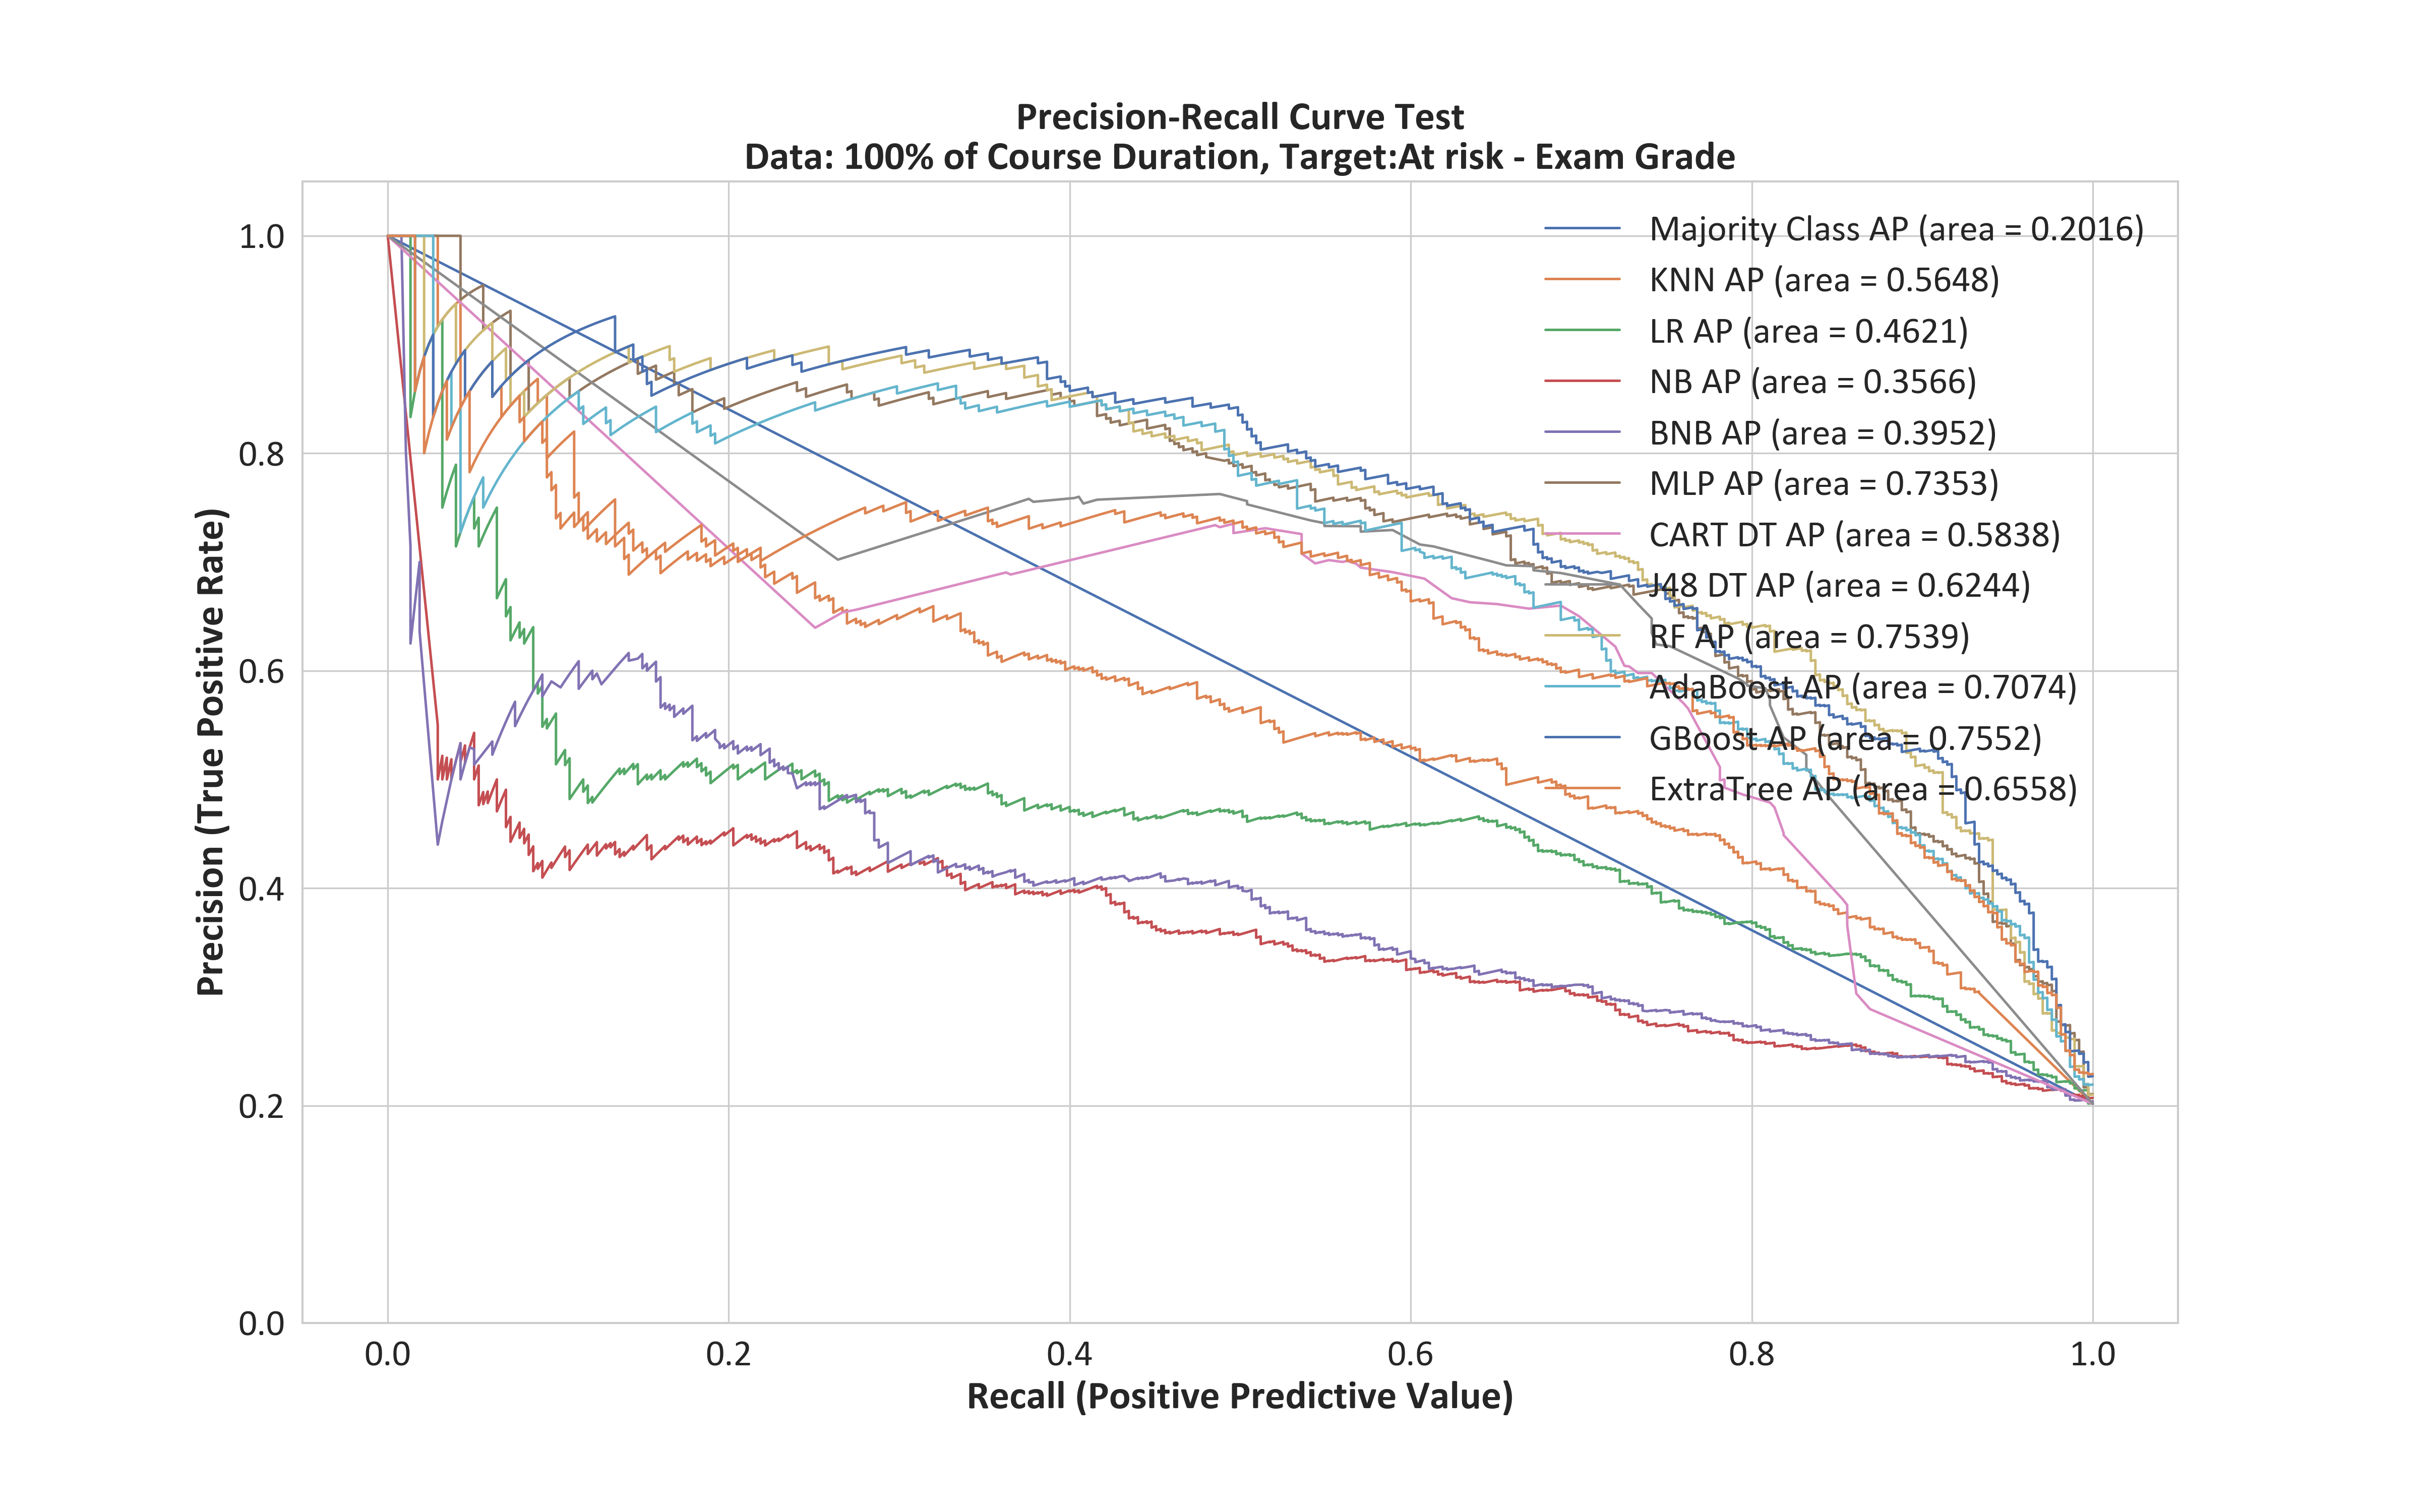 Precision-Recall Curve Test
Data: 100% of Course Duration, Target:At risk - Exam Grade
Majority Class AP (area = 0.2016)
KNN AP (area = 0.5648)
LR AP (area = 0.4621)
NB AP (area = 0.3566)
BNB AP (area = 0.3952)
MLP AP (area = 0.7353)
CART DT AP (area = 0.5838)
J48 DT AP (area = 0.6244)
RF AP (area = 0.7539)
AdaBoost AP (area = 0.7074)
GBoost AP (area = 0.7552)
ExtraTree AP (area = 0.6558)
Precision (True Positive Rate)
1.0
0.8
0.6
0.4
0.2
0.0
0.0 0.2 0.4 0.6 0.8 1.0
Recall (Positive Predictive Value)